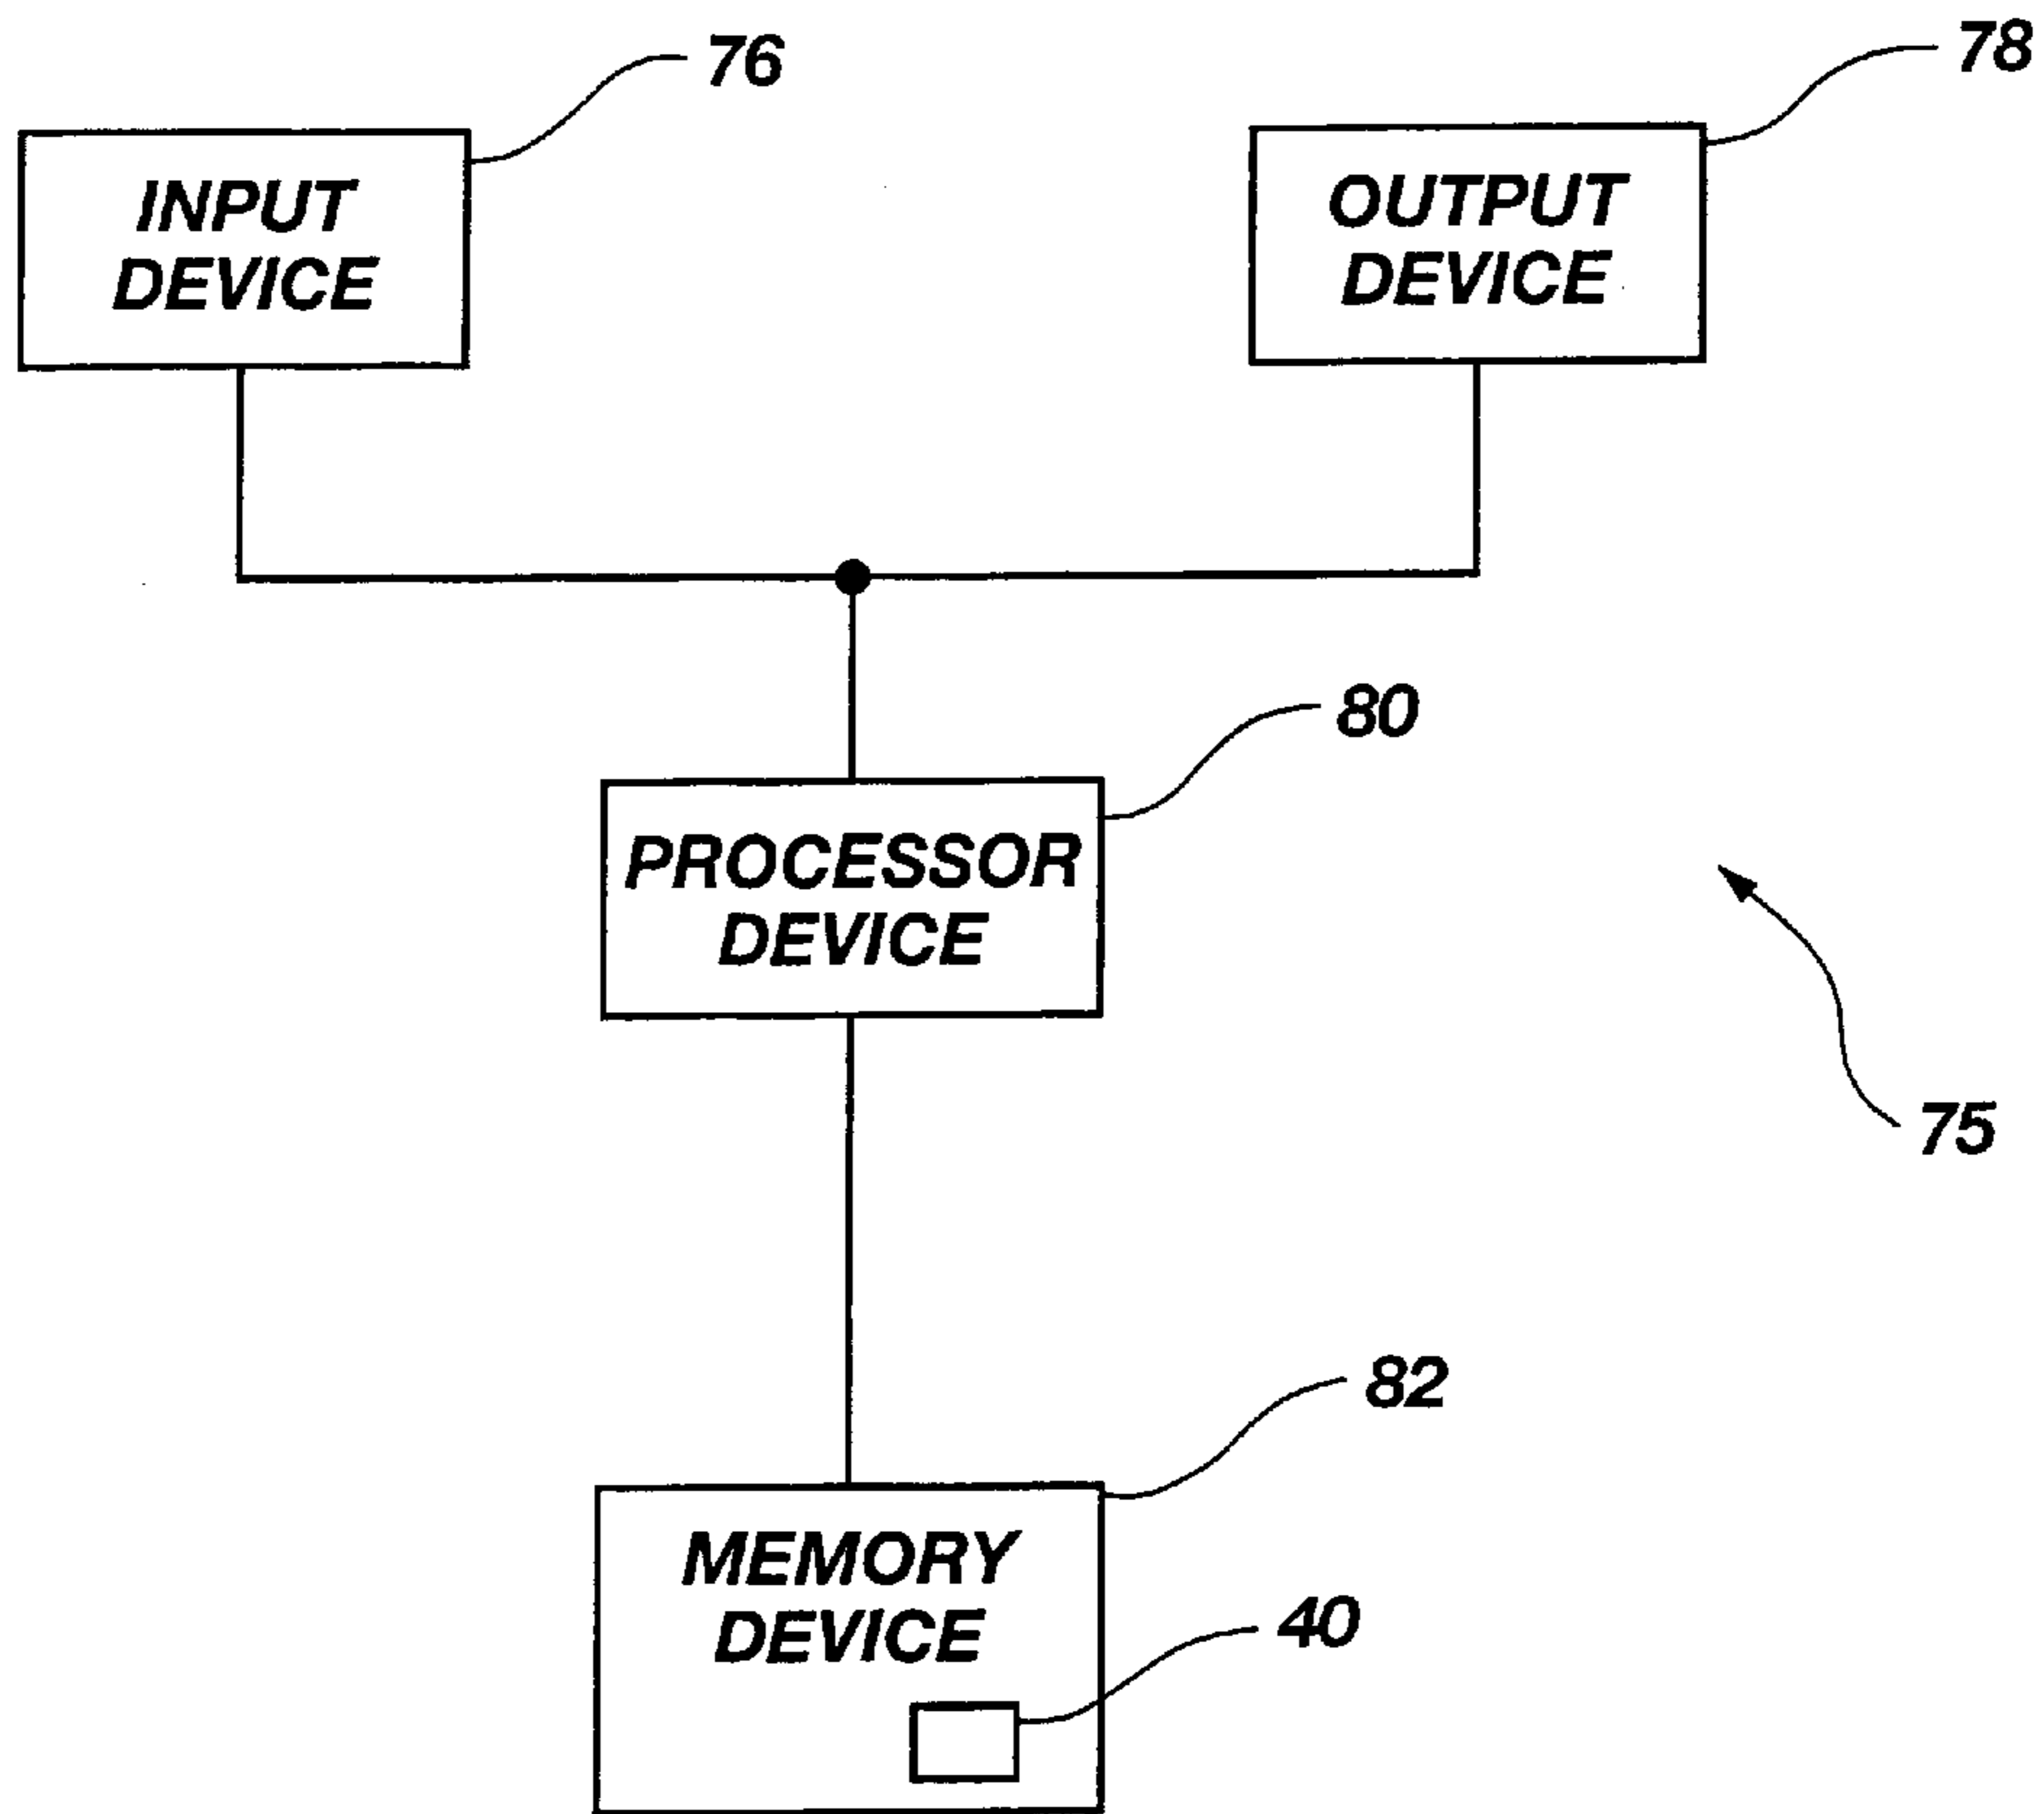 76
78
INPUT
DEVICE
OUTPUT
DEVICE
80
PROCESSOR
DEVICE
75
82
MEMORY
DEVICE
40